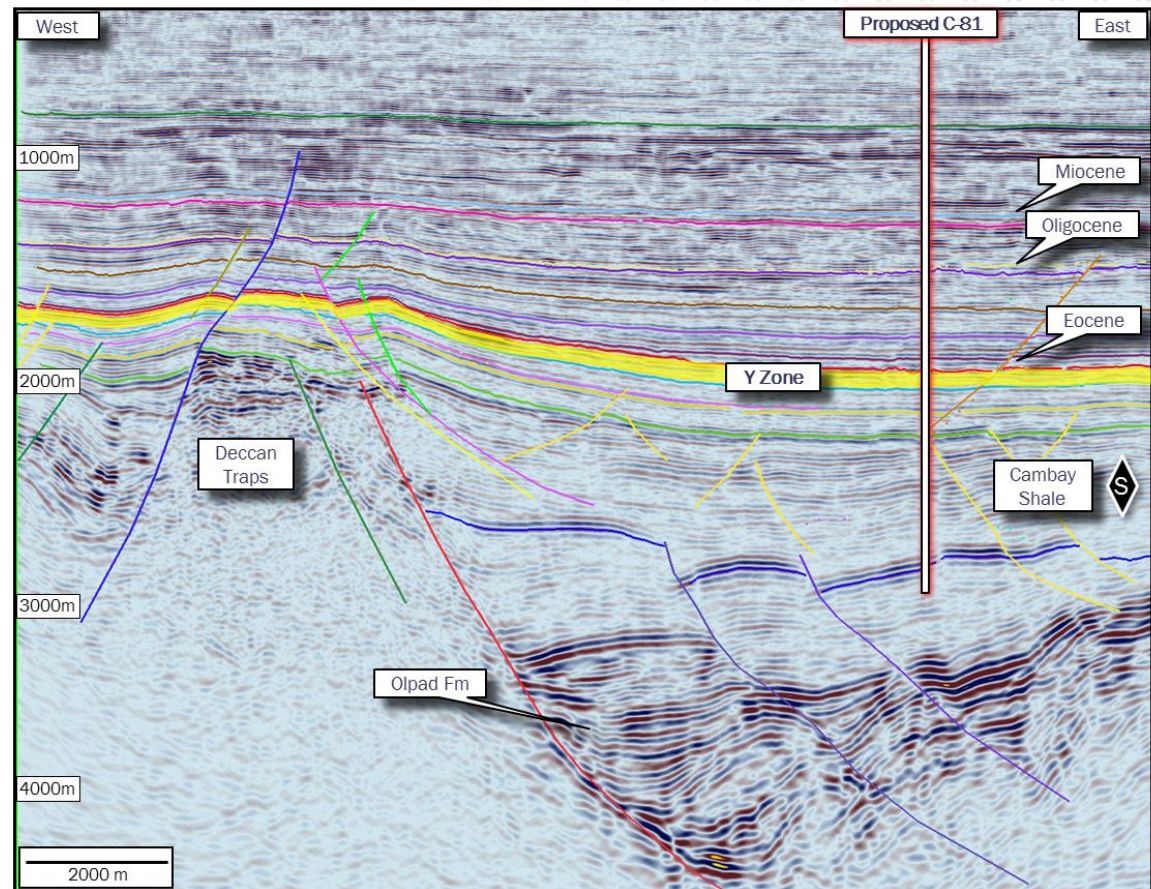 West
Proposed C-81
East
1000m
Miocene
Oligocene
Eocene
Y Zone
2000m
Deccan
Traps
Cambay
Shale
S
3000m
Olpad Fm
4000m
2000 m